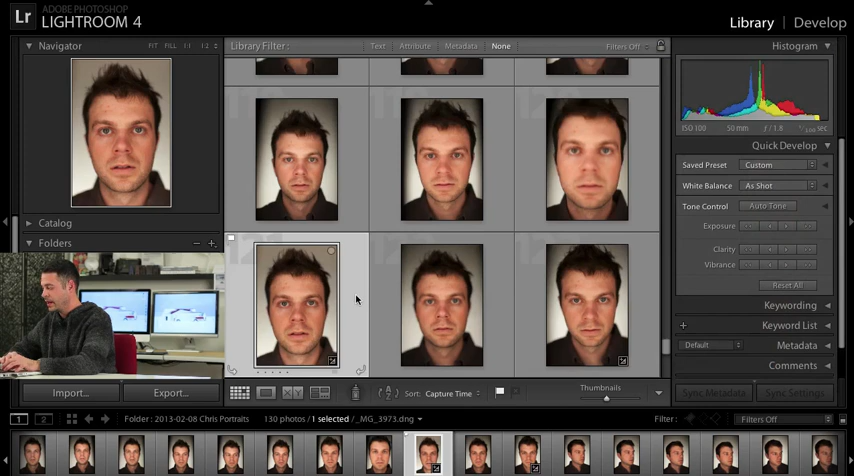 Lr ADOBE PHOTOSHOP
LIGHTROOM 4
Library | Develop
Navigator FIT FILL 1:1 1:2
Library Filter : Text Attribute Metadata None Filters Off
Histogram
ISO 100 50 mm ƒ / 1.8 sec
Quick Develop
Saved Preset Custom
White Balance As Shot
Tone Control Auto Tone
Exposure
Clarity
Vibrance
Reset All
Catalog
Folders
Keywording
Keyword List
Default Metadata
Comments
Import... Export...
Sort: Capture Time
Thumbnails
Sync Metadata Sync Settings
1 2 Folder : 2013-02-08 Chris Portraits 130 photos / 1 selected / _MG_3973.dng
Filter : Filters Off